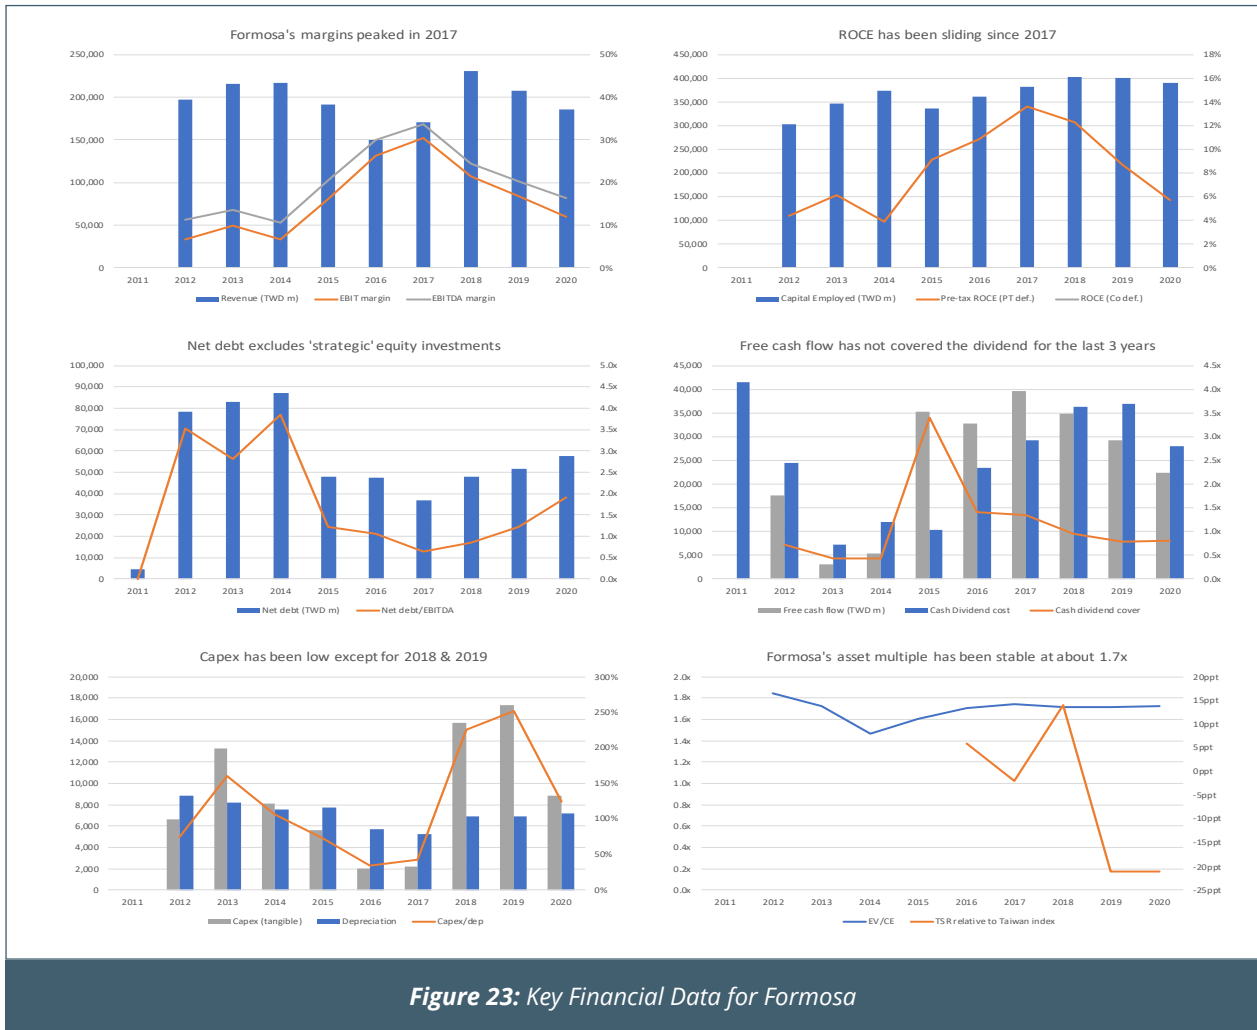 Formosa's margins peaked in 2017
250,000
200,000
150,000
100,000
50,000
0
50%
40%
30%
20%
10%
0%
2011 2012 2013 2014 2015 2016 2017 2018 2019 2020
Revenue (TWD m) EBIT margin EBITDA margin
ROCE has been sliding since 2017
450,000
400,000
350,000
300,000
250,000
200,000
150,000
100,000
50,000
0
18%
16%
14%
12%
10%
8%
6%
4%
2%
0%
2011 2012 2013 2014 2015 2016 2017 2018 2019 2020
Capital Employed (TWD m) Pre-tax ROCE (PT def.) ROCE (Co def.)
Net debt excludes 'strategic' equity investments
100,000
90,000
80,000
70,000
60,000
50,000
40,000
30,000
20,000
10,000
0
5.0x
4.5x
4.0x
3.5x
3.0x
2.5x
2.0x
1.5x
1.0x
0.5x
0.0x
2011 2012 2013 2014 2015 2016 2017 2018 2019 2020
Net debt (TWD m) Net debt/EBITDA
Free cash flow has not covered the dividend for the last 3 years
45,000
40,000
35,000
30,000
25,000
20,000
15,000
10,000
5,000
0
4.5x
4.0x
3.5x
3.0x
2.5x
2.0x
1.5x
1.0x
0.5x
0.0x
2011 2012 2013 2014 2015 2016 2017 2018 2019 2020
Free cash flow (TWD m) Cash Dividend cost Cash dividend cover
Capex has been low except for 2018 & 2019
20,000
18,000
16,000
14,000
12,000
10,000
8,000
6,000
4,000
2,000
0
300%
250%
200%
150%
100%
50%
0%
2011 2012 2013 2014 2015 2016 2017 2018 2019 2020
Capex (tangible) Depreciation Capex/dep
Formosa's asset multiple has been stable at about 1.7x
2.0x
1.8x
1.6x
1.4x
1.2x
1.0x
0.8x
0.6x
0.4x
0.2x
0.0x
20ppt
15ppt
10ppt
5ppt
0ppt
-5ppt
-10ppt
-15ppt
-20ppt
-25ppt
2011 2012 2013 2014 2015 2016 2017 2018 2019 2020
EV/CE TSR relative to Taiwan index
Figure 23: Key Financial Data for Formosa